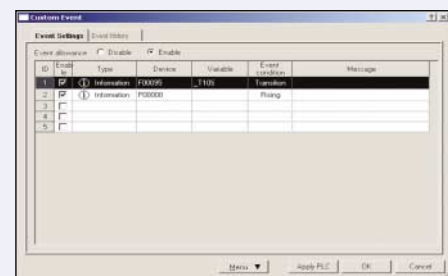 Custom Event
Event Settings Event History
Event allowance Disable Enable
ID Enable Type Device Variable Event condition Message
1 Information F00095 _T10S Transition
2 Information P00000 Rising
3
4
5
Menu Apply PLC OK Cancel